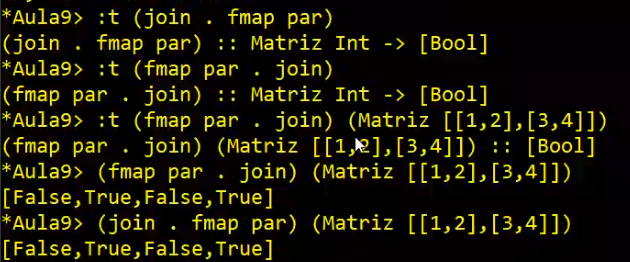 *Aula9> :t (join . fmap par)
(join . fmap par) :: Matriz Int -> [Bool]
*Aula9> :t (fmap par . join)
(fmap par . join) :: Matriz Int -> [Bool]
*Aula9> :t (fmap par . join) (Matriz [[1,2],[3,4]])
(fmap par . join) (Matriz [[1,2],[3,4]]) :: [Bool]
*Aula9> (fmap par . join) (Matriz [[1,2],[3,4]])
[False,True,False,True]
*Aula9> (join . fmap par) (Matriz [[1,2],[3,4]])
[False,True,False,True]